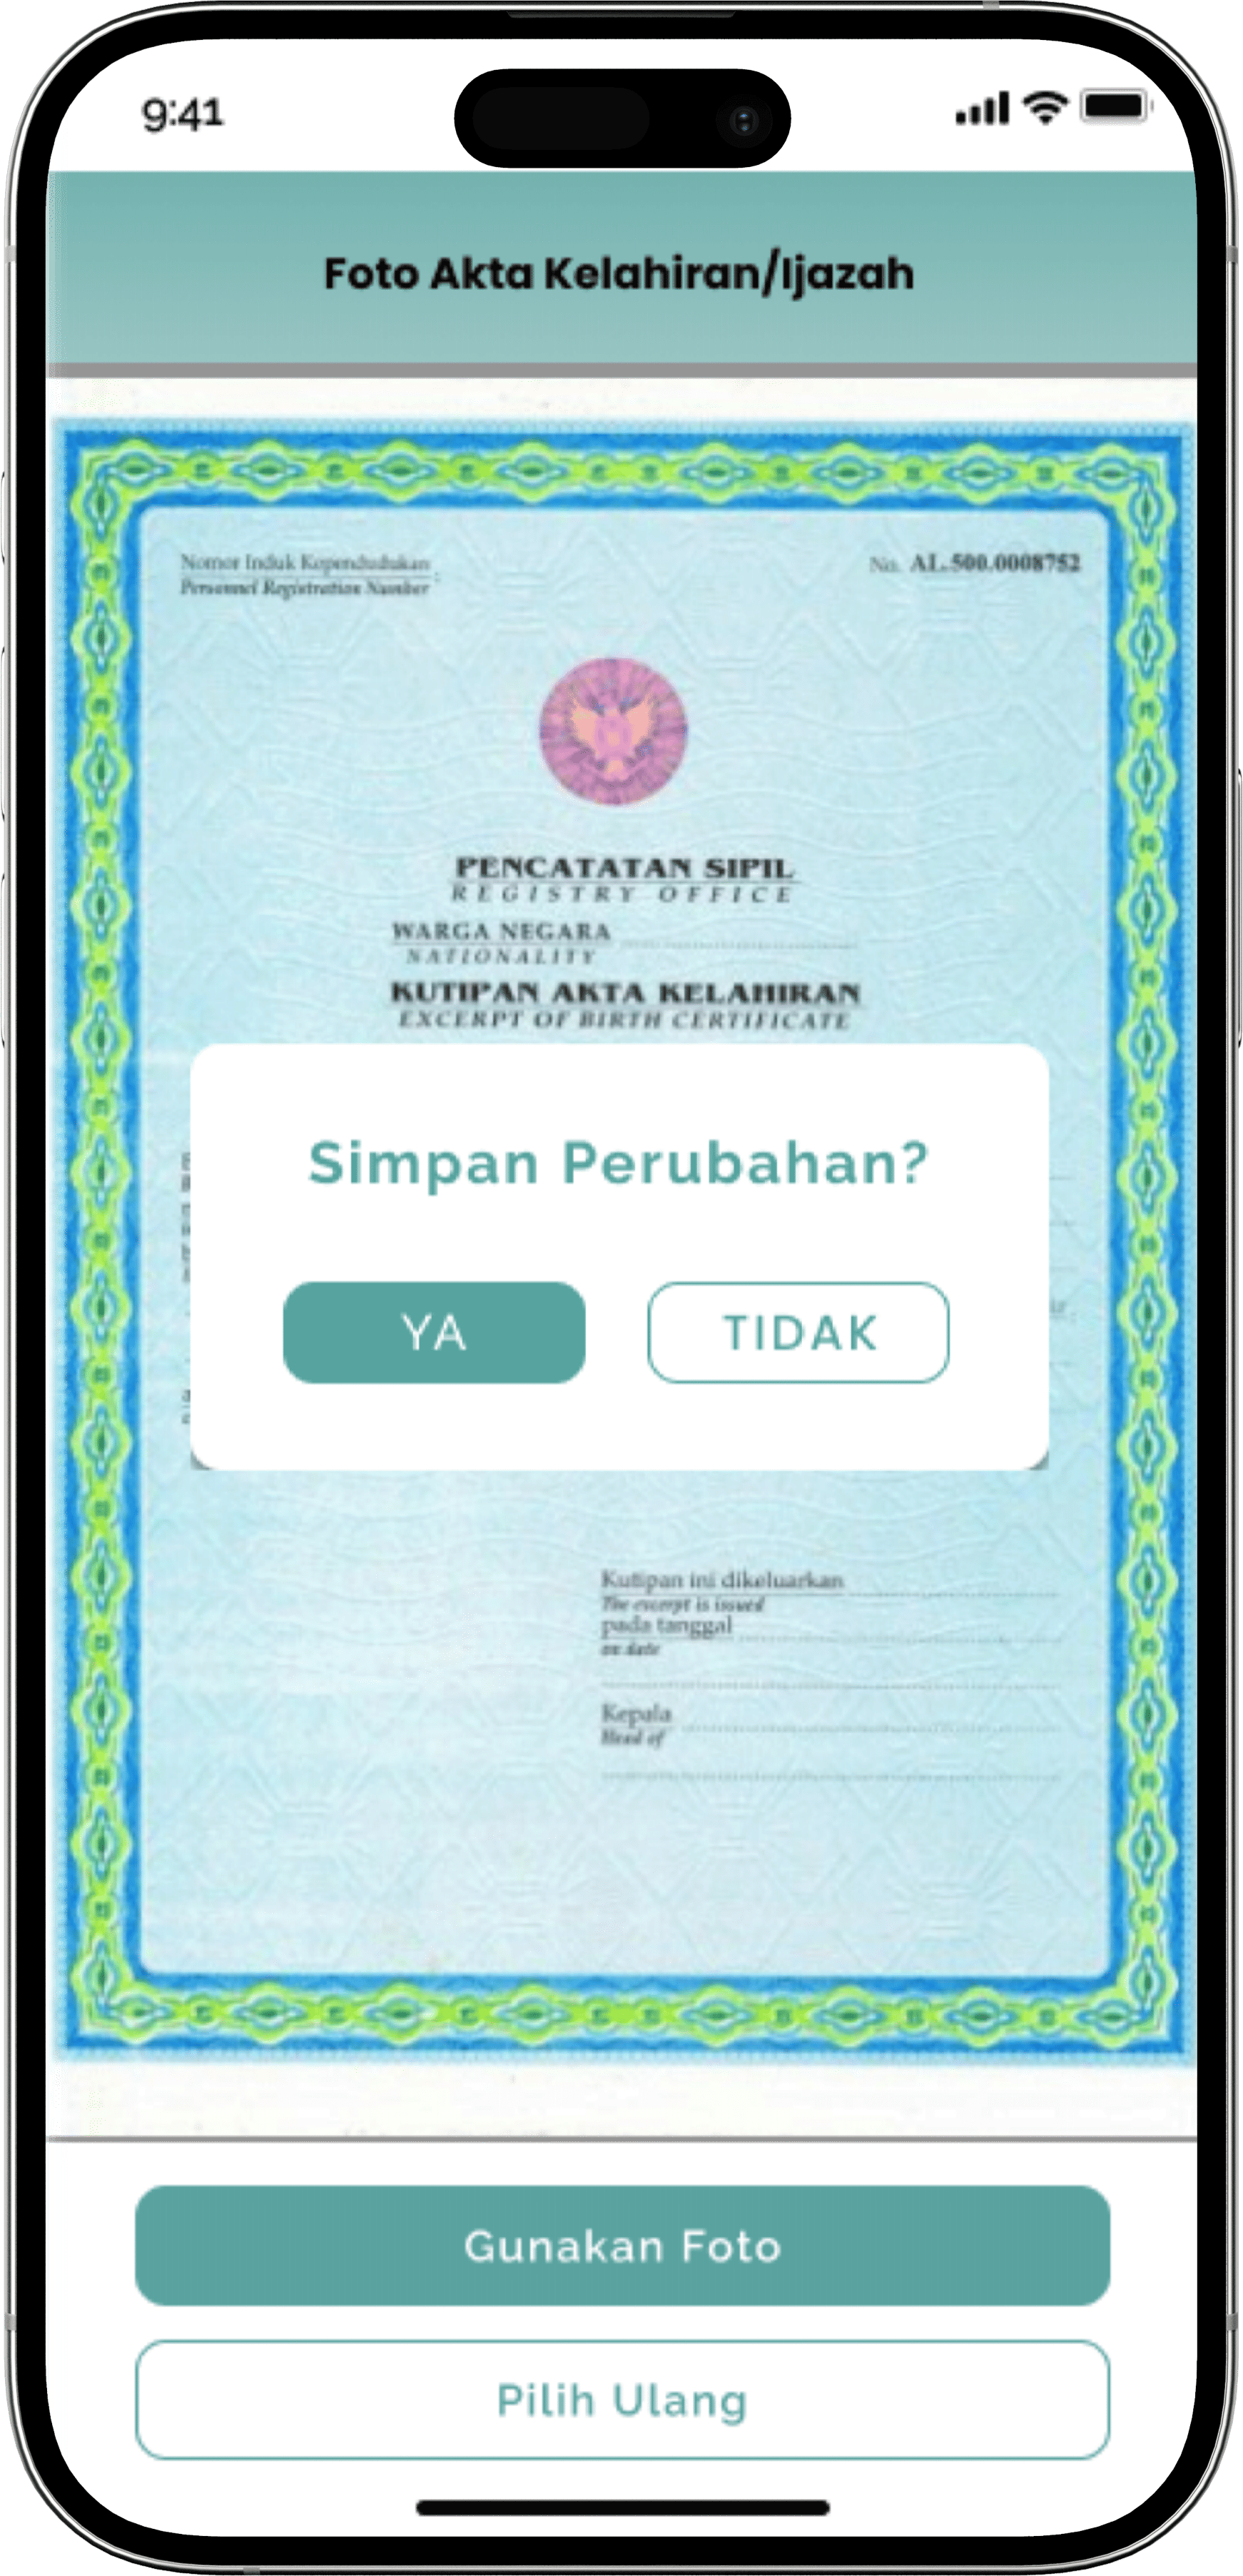 9:41
Foto Akta Kelahiran/Ijazah
Nomor Induk Kependudukan
Personnel Registration Number :
No. AL.500.0008752
PENCATATAN SIPIL
REGISTRY OFFICE
WARGA NEGARA
NATIONALITY
KUTIPAN AKTA KELAHIRAN
EXCERPT OF BIRTH CERTIFICATE
Simpan Perubahan?
YA
TIDAK
Kutipan ini dikeluarkan
The excerpt is issued
pada tanggal
on date
Kepala
Head of
Gunakan Foto
Pilih Ulang